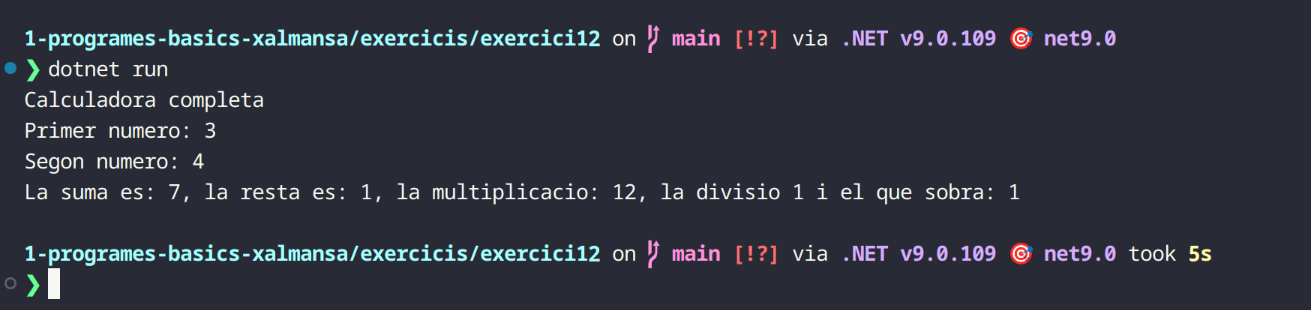 1-programes-basics-xalmansa/exercicis/exercici12 on main [!?] via .NET v9.0.109 🎯 net9.0
❯ dotnet run
Calculadora completa
Primer numero: 3
Segon numero: 4
La suma es: 7, la resta es: 1, la multiplicacio: 12, la divisio 1 i el que sobra: 1
1-programes-basics-xalmansa/exercicis/exercici12 on main [!?] via .NET v9.0.109 🎯 net9.0 took 5s
❯